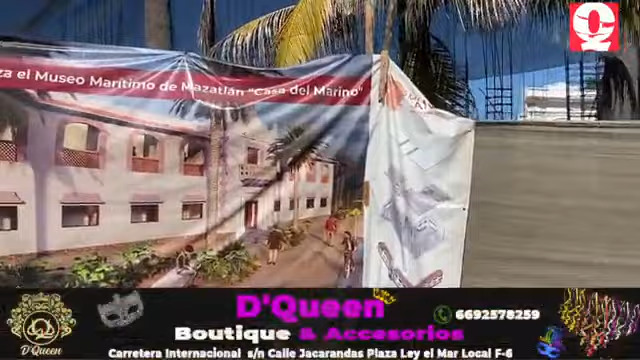 za el Museo Marítimo de Mazatlán "Casa del Marino"
D'Queen
Boutique & Accesorios
6692578259
D'Queen
Carretera Internacional s/n Calle Jacarandas Plaza Ley el Mar Local F-6